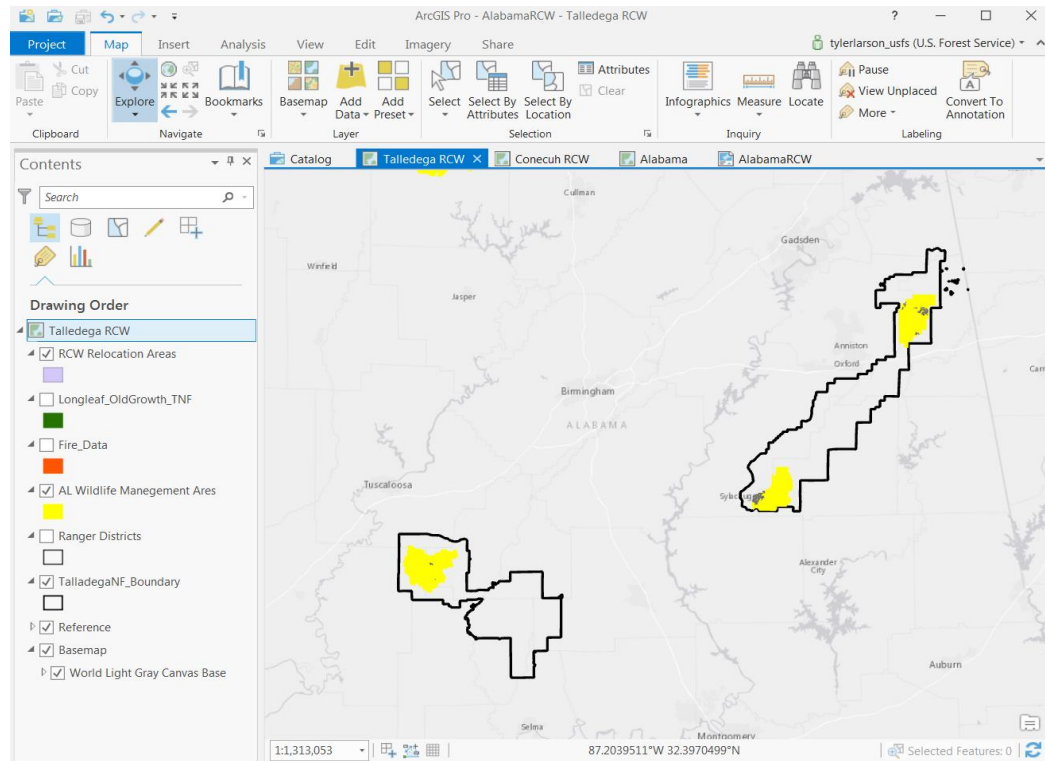 ArcGIS Pro - AlabamaRCW - Talledega RCW
?
Project Map Insert Analysis View Edit Imagery Share
tylerlarson_usfs (U.S. Forest Service)
Paste
Cut
Copy
Clipboard
Explore
Bookmarks
Navigate
Basemap
Add Data
Add Preset
Layer
Select
Select By Attributes
Select By Location
Attributes
Clear
Selection
Infographics
Measure
Locate
Inquiry
Pause
View Unplaced
More
Convert To Annotation
Labeling
Contents
Search
Drawing Order
Talledega RCW
RCW Relocation Areas
Longleaf_OldGrowth_TNF
Fire_Data
AL Wildlife Manegement Ares
Ranger Districts
TalladegaNF_Boundary
Reference
Basemap
World Light Gray Canvas Base
Catalog
Talledega RCW
Conecuh RCW
Alabama
AlabamaRCW
Cullman
Gadsden
Winfield
Jasper
Anniston
Oxford
Birmingham
ALABAMA
Tuscaloosa
Alexander City
Auburn
Selma
Montgomery
1:1,313,053
87.2039511°W 32.3970499°N
Selected Features: 0